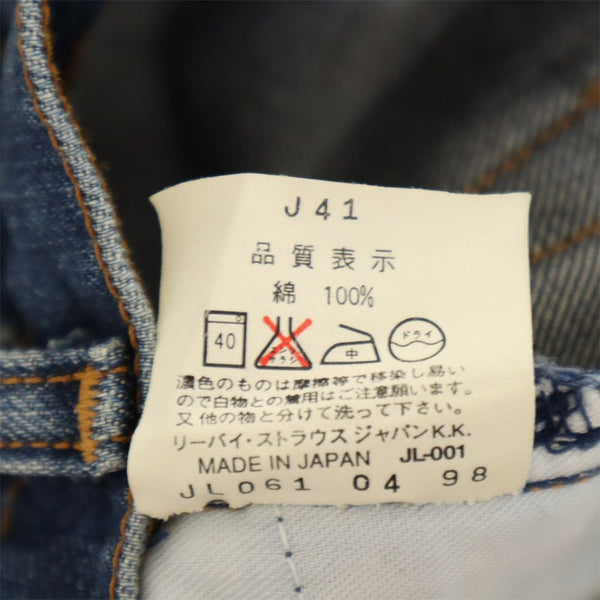 J41
品質表示
綿 100%
40 エンソサラシ 中 ドライ
濃色のものは摩擦等で移染し易い
ので白物との着用はご注意願います。
又他の物と分けて洗って下さい。
リーバイ・ストラウス ジャパンK.K.
MADE IN JAPAN JL-001
JL061 04 98